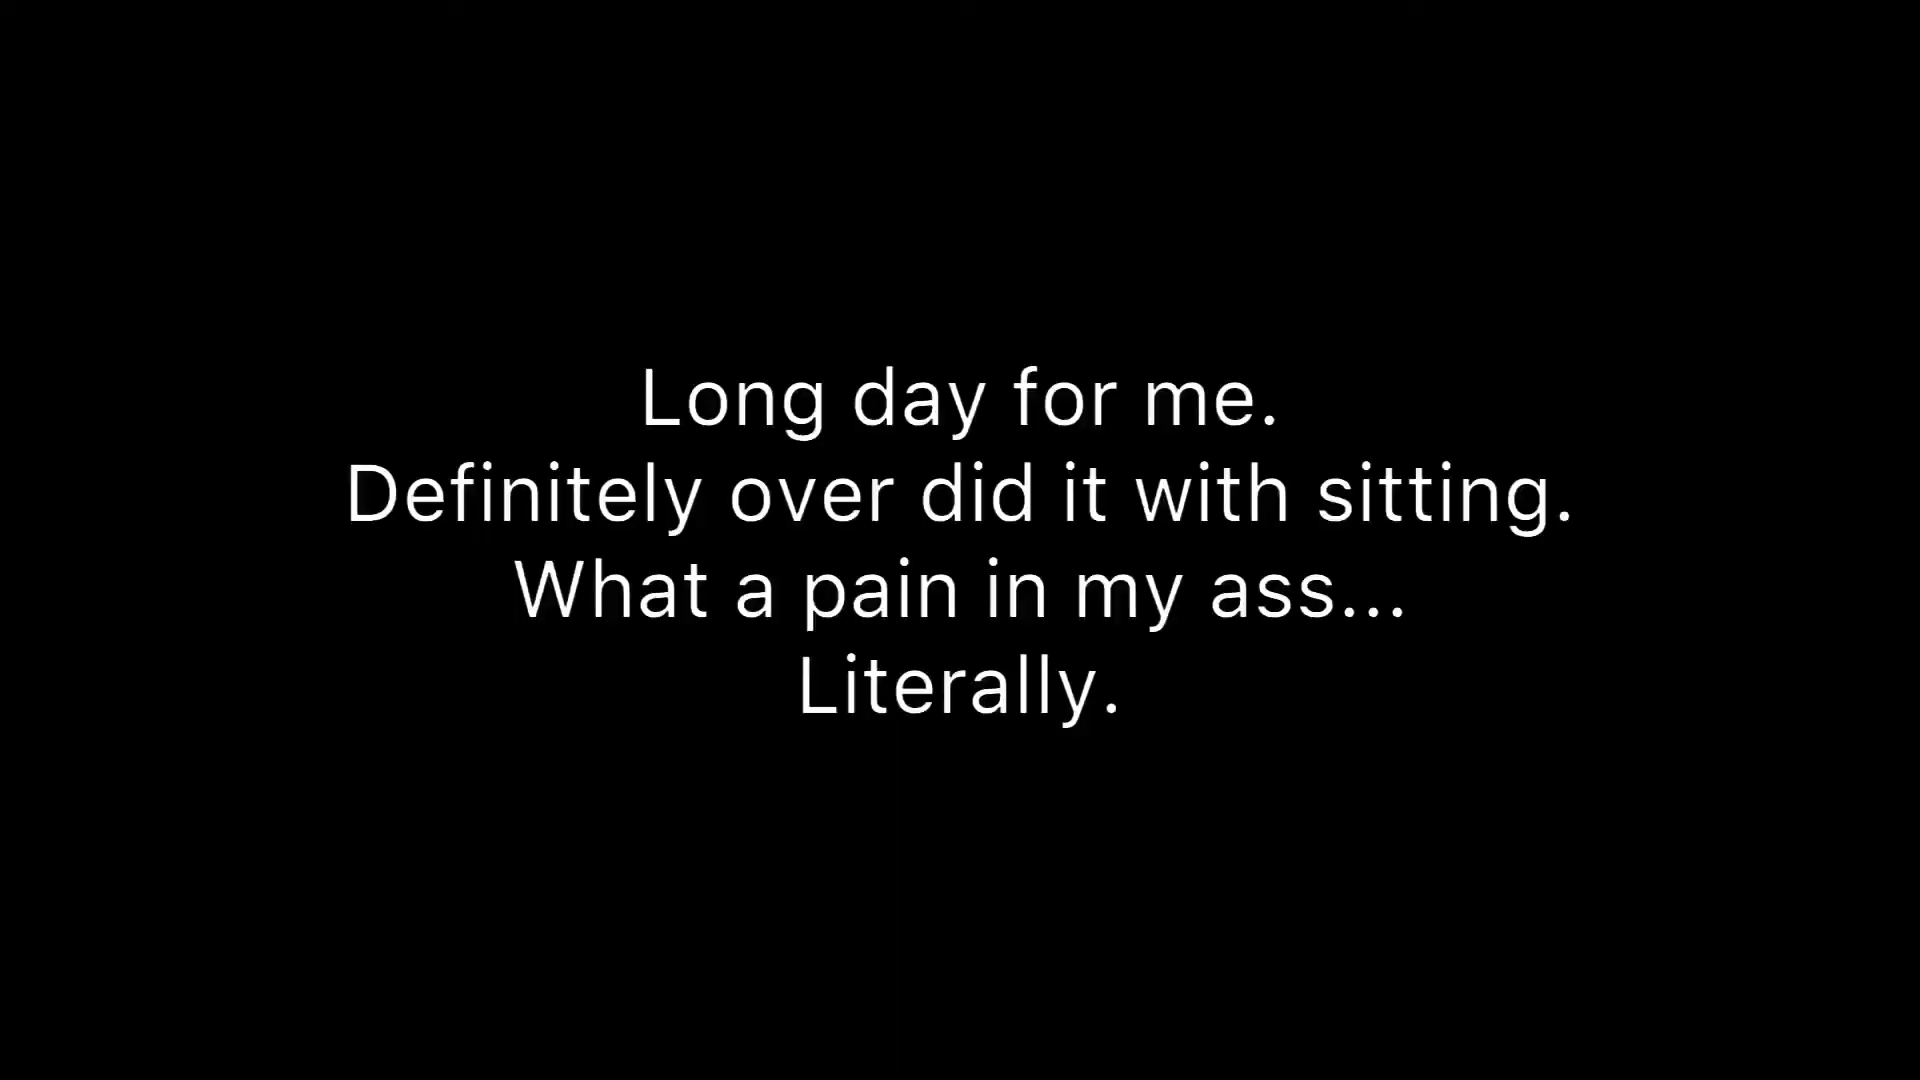 Long day for me.
Definitely over did it with sitting.
What a pain in my ass...
Literally.